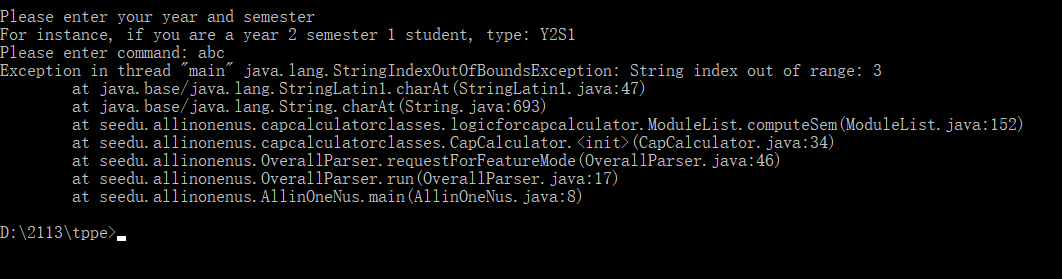 Please enter your year and semester
For instance, if you are a year 2 semester 1 student, type: Y2S1
Please enter command: abc
Exception in thread "main" java.lang.StringIndexOutOfBoundsException: String index out of range: 3
        at java.base/java.lang.StringLatin1.charAt(StringLatin1.java:47)
        at java.base/java.lang.String.charAt(String.java:693)
        at seedu.allinonenus.capcalculatorclasses.logicforcapcalculator.ModuleList.computeSem(ModuleList.java:152)
        at seedu.allinonenus.capcalculatorclasses.CapCalculator.<init>(CapCalculator.java:34)
        at seedu.allinonenus.OverallParser.requestForFeatureMode(OverallParser.java:46)
        at seedu.allinonenus.OverallParser.run(OverallParser.java:17)
        at seedu.allinonenus.AllinOneNus.main(AllinOneNus.java:8)
D:\2113\tppe>